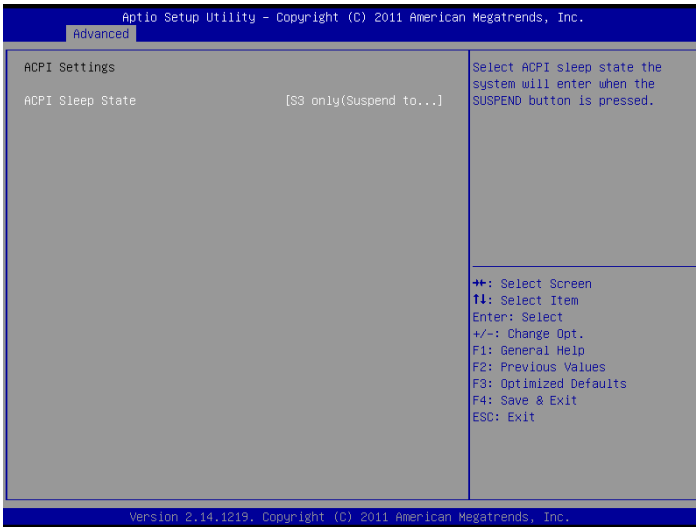 Aptio Setup Utility – Copyright (C) 2011 American Megatrends, Inc.
Advanced
ACPI Settings
ACPI Sleep State [S3 only(Suspend to...]
Select ACPI sleep state the
system will enter when the
SUSPEND button is pressed.
→←: Select Screen
↑↓: Select Item
Enter: Select
+/-: Change Opt.
F1: General Help
F2: Previous Values
F3: Optimized Defaults
F4: Save & Exit
ESC: Exit
Version 2.14.1219. Copyright (C) 2011 American Megatrends, Inc.